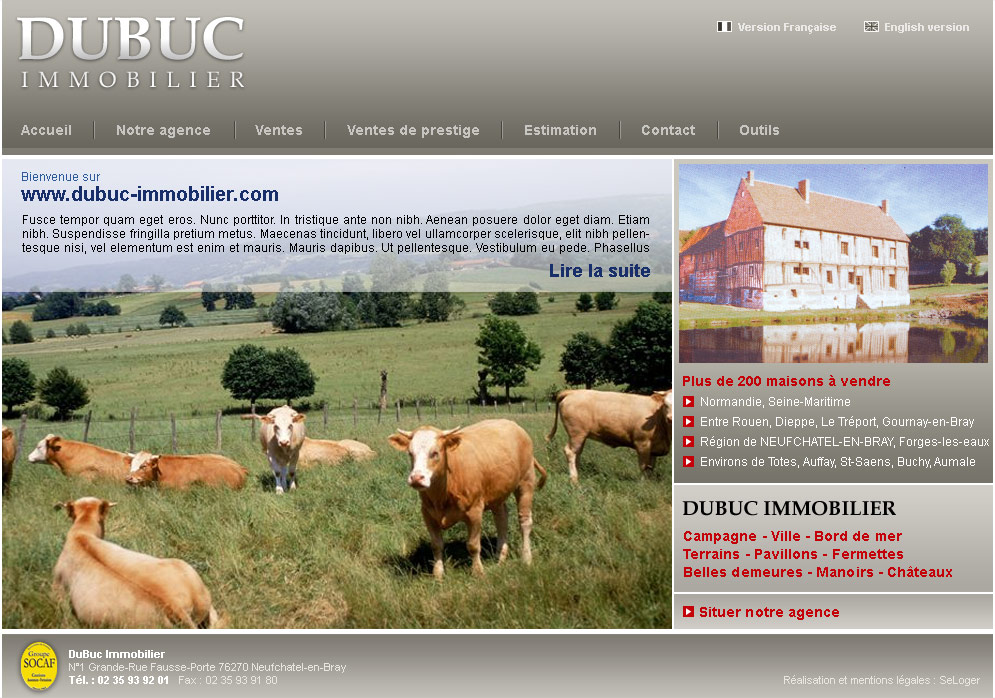 DUBUC
IMMOBILIER
Version Française
English version
Accueil
Notre agence
Ventes
Ventes de prestige
Estimation
Contact
Outils
Bienvenue sur
www.dubuc-immobilier.com
Fusce tempor quam eget eros. Nunc porttitor. In tristique ante non nibh. Aenean posuere dolor eget diam. Etiam
nibh. Suspendisse fringilla pretium metus. Maecenas tincidunt, libero vel ullamcorper scelerisque, elit nibh pellen-
tesque nisi, vel elementum est enim et mauris. Mauris dapibus. Ut pellentesque. Vestibulum eu pede. Phasellus
Lire la suite
Plus de 200 maisons à vendre
Normandie, Seine-Maritime
Entre Rouen, Dieppe, Le Tréport, Gournay-en-Bray
Région de NEUFCHATEL-EN-BRAY, Forges-les-eaux
Environs de Totes, Auffay, St-Saens, Buchy, Aumale
DUBUC IMMOBILIER
Campagne - Ville - Bord de mer
Terrains - Pavillons - Fermettes
Belles demeures - Manoirs - Châteaux
Situer notre agence
Groupe
SOCAF
DuBuc Immobilier
N°1 Grande-Rue Fausse-Porte 76270 Neufchatel-en-Bray
Tél. : 02 35 93 92 01 Fax : 02 35 93 91 80
Réalisation et mentions légales : SeLoger